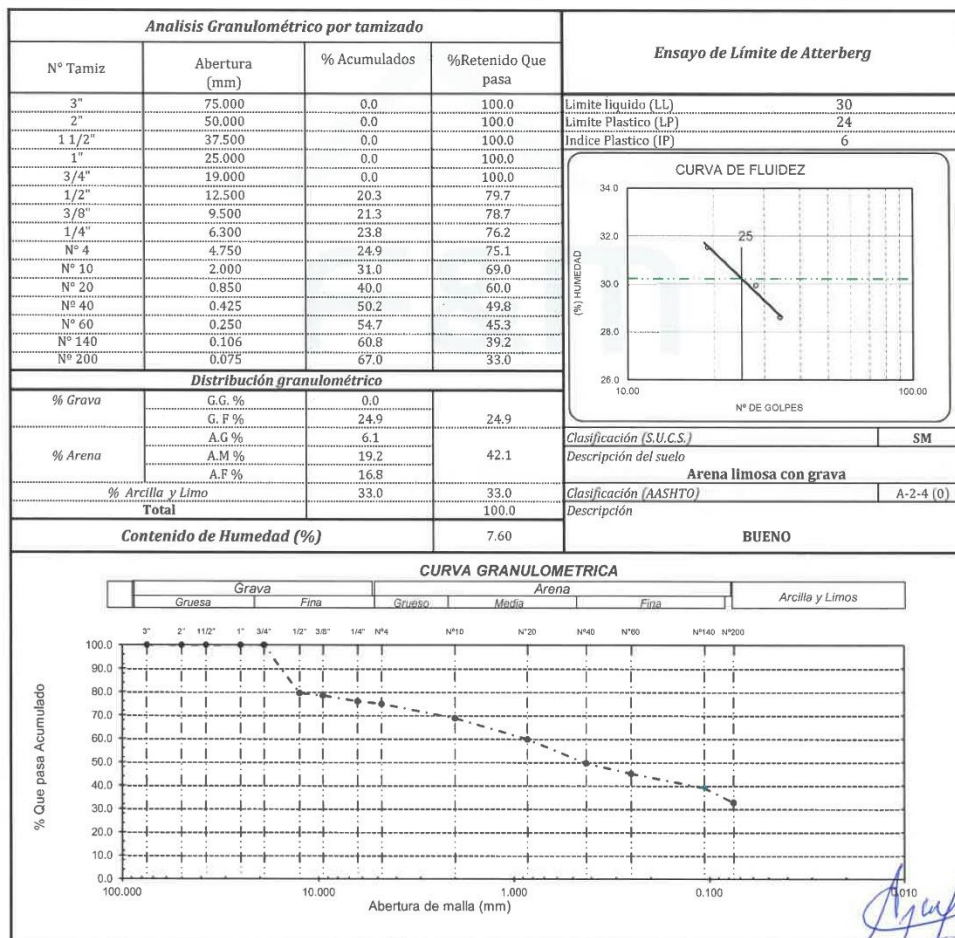 Analisis Granulométrico por tamizado
N° Tamiz Abertura (mm) % Acumulados %Retenido Que pasa
3" 75.000 0.0 100.0
2" 50.000 0.0 100.0
1 1/2" 37.500 0.0 100.0
1" 25.000 0.0 100.0
3/4" 19.000 0.0 100.0
1/2" 12.500 20.3 79.7
3/8" 9.500 21.3 78.7
1/4" 6.300 23.8 76.2
N° 4 4.750 24.9 75.1
N° 10 2.000 31.0 69.0
N° 20 0.850 40.0 60.0
Nº 40 0.425 50.2 49.8
N° 60 0.250 54.7 45.3
N° 140 0.106 60.8 39.2
Nº 200 0.075 67.0 33.0
Distribución granulométrico
% Grava G.G. % 0.0
G. F % 24.9 24.9
A.G % 6.1
% Arena A.M % 19.2 42.1
A.F % 16.8
% Arcilla y Limo 33.0 33.0
Total 100.0
Contenido de Humedad (%) 7.60
Ensayo de Límite de Atterberg
Limite liquido (LL) 30
Limite Plastico (LP) 24
Indice Plastico (IP) 6
CURVA DE FLUIDEZ
34.0
32.0
30.0
28.0
26.0
25
(%) HUMEDAD
10.00 100.00
Nº DE GOLPES
Clasificación (S.U.C.S.) SM
Descripción del suelo
Arena limosa con grava
Clasificación (AASHTO) A-2-4 (0)
Descripción
BUENO
CURVA GRANULOMETRICA
Grava Arena Arcilla y Limos
Gruesa Fina Grueso Media Fina
3" 2" 11/2" 1" 3/4" 1/2" 3/8" 1/4" Nº4 N°10 N°20 N°40 N°60 Nº140 Nº200
100.0
90.0
80.0
70.0
60.0
50.0
40.0
30.0
20.0
10.0
0.0
% Que pasa Acumulado
100.000 10.000 1.000 0.100 0.010
Abertura de malla (mm)